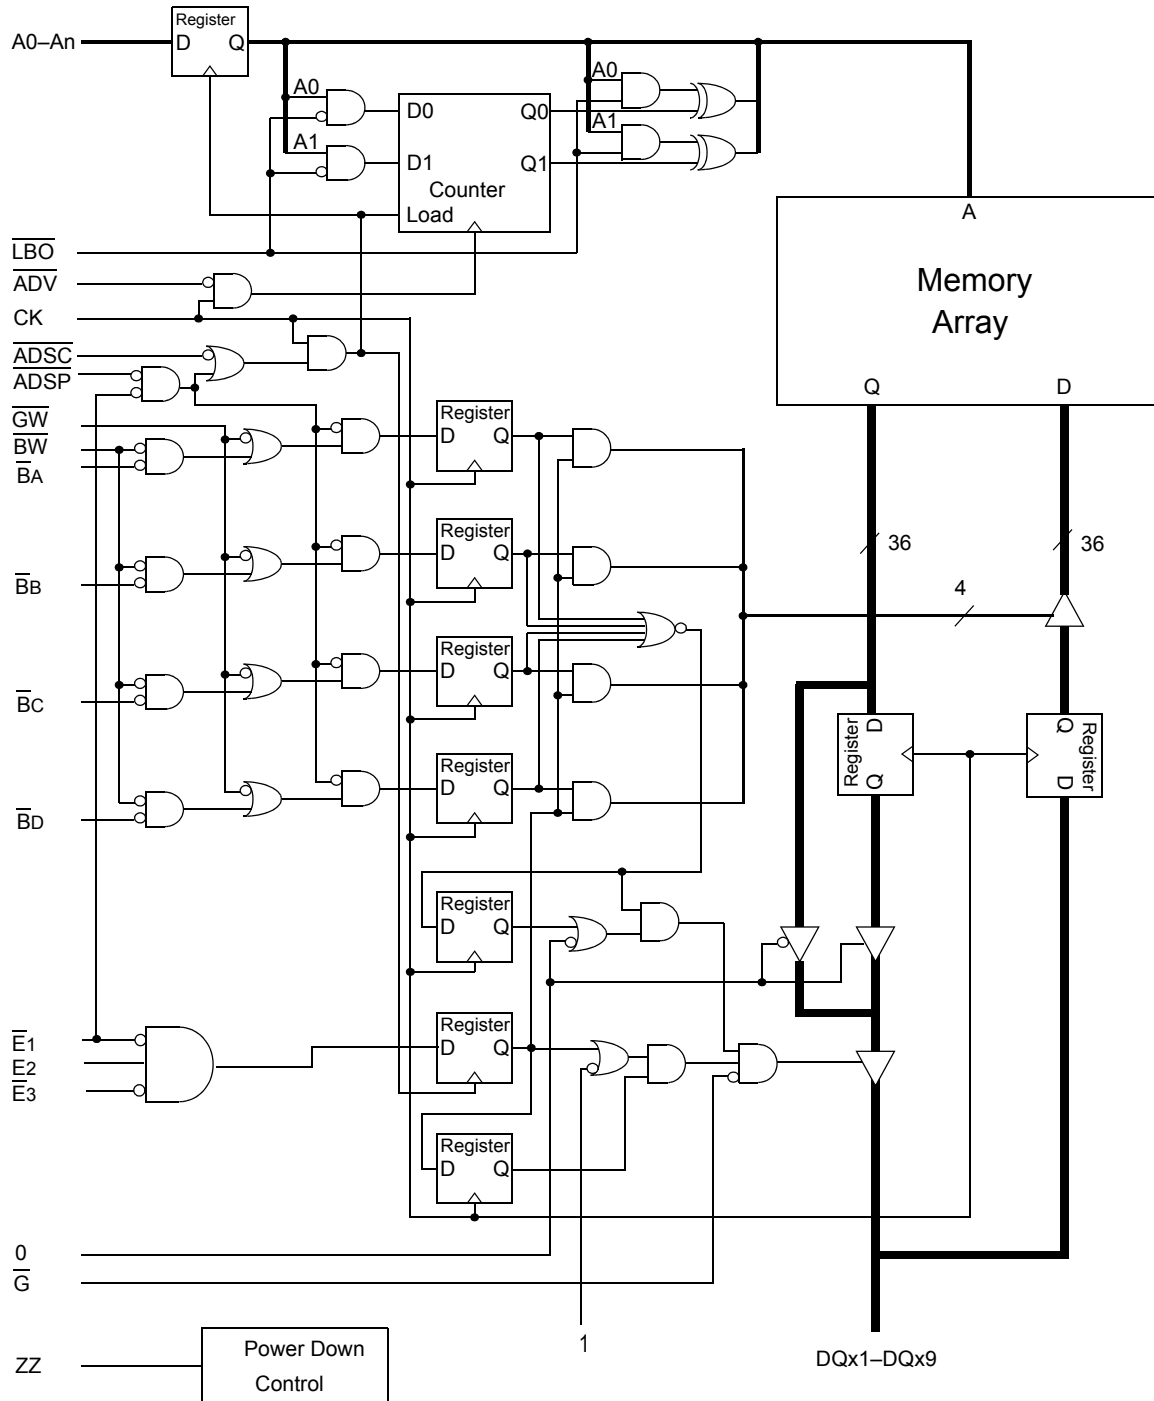 Register
A0–An
D Q
A0
A0
D0
Q0
A1
A1
D1
Q1
Counter
Load
A
LBO
ADV
Memory
Array
CK
ADSC
ADSP
Q D
GW
Register
BW
D Q
BA
Register
36
36
D Q
BB
4
Register
D Q
BC
D
Register
Q
Q
Register
D
Register
D Q
BD
Register
D Q
Register
E1
D Q
E2
E3
Register
D Q
0
G
1
Power Down
Control
ZZ
DQx1–DQx9